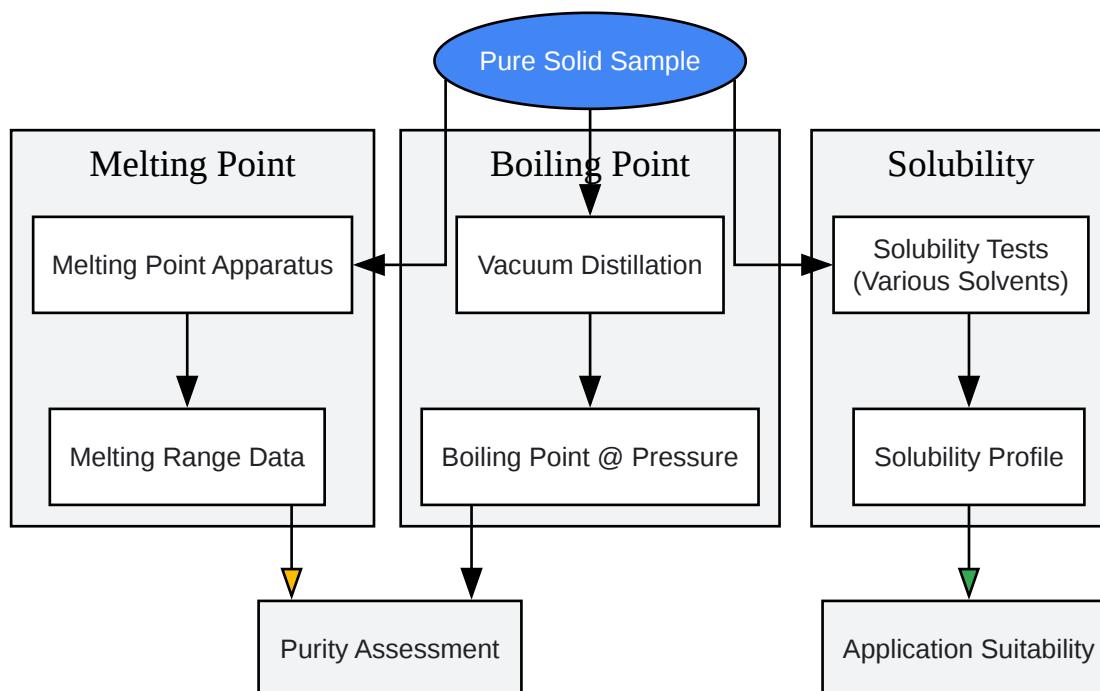 Pure Solid Sample
Melting Point
Boiling Point
Solubility
Melting Point Apparatus
Vacuum Distillation
Solubility Tests
(Various Solvents)
Melting Range Data
Boiling Point @ Pressure
Solubility Profile
Purity Assessment
Application Suitability